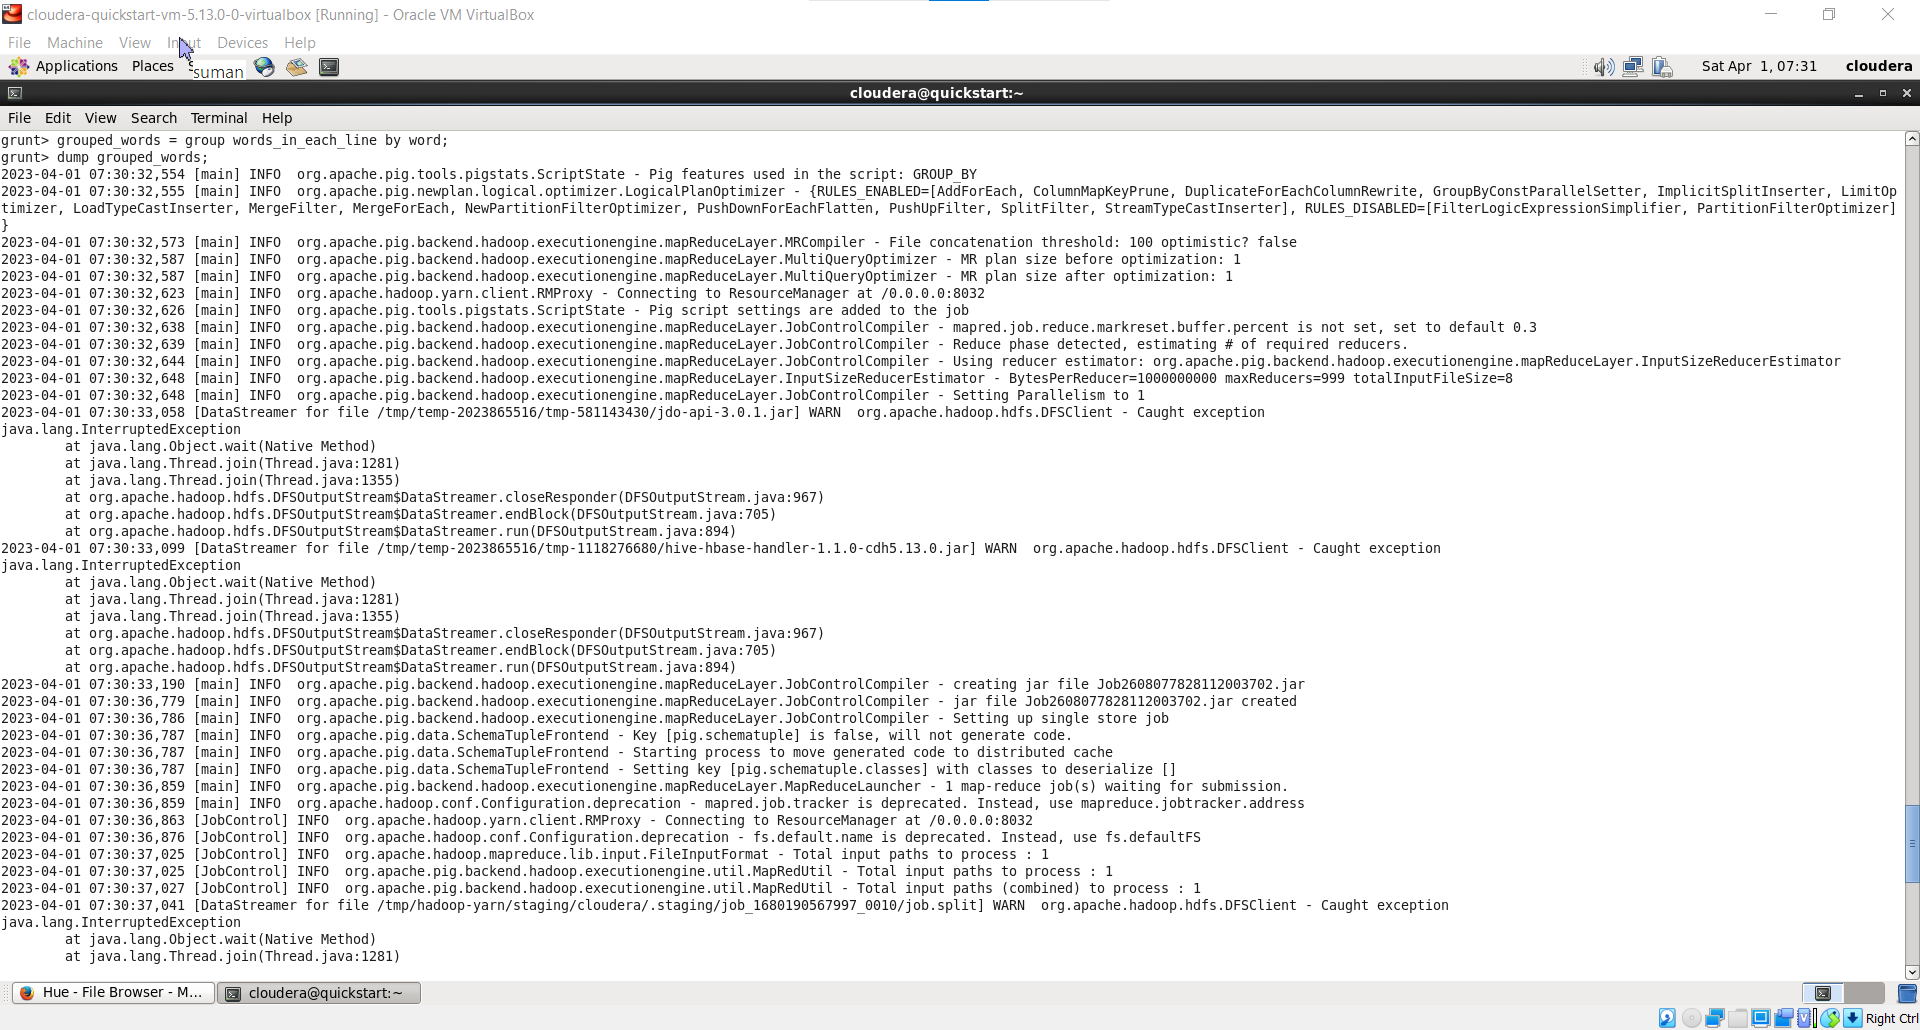 cloudera-quickstart-vm-5.13.0-0-virtualbox [Running] - Oracle VM VirtualBox
File Machine View Input Devices Help
Applications Places suman Sat Apr 1, 07:31 cloudera
cloudera@quickstart:~
File Edit View Search Terminal Help
grunt> grouped_words = group words_in_each_line by word;
grunt> dump grouped_words;
2023-04-01 07:30:32,554 [main] INFO  org.apache.pig.tools.pigstats.ScriptState - Pig features used in the script: GROUP_BY
2023-04-01 07:30:32,555 [main] INFO  org.apache.pig.newplan.logical.optimizer.LogicalPlanOptimizer - {RULES_ENABLED=[AddForEach, ColumnMapKeyPrune, DuplicateForEachColumnRewrite, GroupByConstParallelSetter, ImplicitSplitInserter, LimitOp
timizer, LoadTypeCastInserter, MergeFilter, MergeForEach, NewPartitionFilterOptimizer, PushDownForEachFlatten, PushUpFilter, SplitFilter, StreamTypeCastInserter], RULES_DISABLED=[FilterLogicExpressionSimplifier, PartitionFilterOptimizer]
}
2023-04-01 07:30:32,573 [main] INFO  org.apache.pig.backend.hadoop.executionengine.mapReduceLayer.MRCompiler - File concatenation threshold: 100 optimistic? false
2023-04-01 07:30:32,587 [main] INFO  org.apache.pig.backend.hadoop.executionengine.mapReduceLayer.MultiQueryOptimizer - MR plan size before optimization: 1
2023-04-01 07:30:32,587 [main] INFO  org.apache.pig.backend.hadoop.executionengine.mapReduceLayer.MultiQueryOptimizer - MR plan size after optimization: 1
2023-04-01 07:30:32,623 [main] INFO  org.apache.hadoop.yarn.client.RMProxy - Connecting to ResourceManager at /0.0.0.0:8032
2023-04-01 07:30:32,626 [main] INFO  org.apache.pig.tools.pigstats.ScriptState - Pig script settings are added to the job
2023-04-01 07:30:32,638 [main] INFO  org.apache.pig.backend.hadoop.executionengine.mapReduceLayer.JobControlCompiler - mapred.job.reduce.markreset.buffer.percent is not set, set to default 0.3
2023-04-01 07:30:32,639 [main] INFO  org.apache.pig.backend.hadoop.executionengine.mapReduceLayer.JobControlCompiler - Reduce phase detected, estimating # of required reducers.
2023-04-01 07:30:32,644 [main] INFO  org.apache.pig.backend.hadoop.executionengine.mapReduceLayer.JobControlCompiler - Using reducer estimator: org.apache.pig.backend.hadoop.executionengine.mapReduceLayer.InputSizeReducerEstimator
2023-04-01 07:30:32,648 [main] INFO  org.apache.pig.backend.hadoop.executionengine.mapReduceLayer.InputSizeReducerEstimator - BytesPerReducer=1000000000 maxReducers=999 totalInputFileSize=8
2023-04-01 07:30:32,648 [main] INFO  org.apache.pig.backend.hadoop.executionengine.mapReduceLayer.JobControlCompiler - Setting Parallelism to 1
2023-04-01 07:30:33,058 [DataStreamer for file /tmp/temp-2023865516/tmp-581143430/jdo-api-3.0.1.jar] WARN  org.apache.hadoop.hdfs.DFSClient - Caught exception
java.lang.InterruptedException
        at java.lang.Object.wait(Native Method)
        at java.lang.Thread.join(Thread.java:1281)
        at java.lang.Thread.join(Thread.java:1355)
        at org.apache.hadoop.hdfs.DFSOutputStream$DataStreamer.closeResponder(DFSOutputStream.java:967)
        at org.apache.hadoop.hdfs.DFSOutputStream$DataStreamer.endBlock(DFSOutputStream.java:705)
        at org.apache.hadoop.hdfs.DFSOutputStream$DataStreamer.run(DFSOutputStream.java:894)
2023-04-01 07:30:33,099 [DataStreamer for file /tmp/temp-2023865516/tmp-1118276680/hive-hbase-handler-1.1.0-cdh5.13.0.jar] WARN  org.apache.hadoop.hdfs.DFSClient - Caught exception
java.lang.InterruptedException
        at java.lang.Object.wait(Native Method)
        at java.lang.Thread.join(Thread.java:1281)
        at java.lang.Thread.join(Thread.java:1355)
        at org.apache.hadoop.hdfs.DFSOutputStream$DataStreamer.closeResponder(DFSOutputStream.java:967)
        at org.apache.hadoop.hdfs.DFSOutputStream$DataStreamer.endBlock(DFSOutputStream.java:705)
        at org.apache.hadoop.hdfs.DFSOutputStream$DataStreamer.run(DFSOutputStream.java:894)
2023-04-01 07:30:33,190 [main] INFO  org.apache.pig.backend.hadoop.executionengine.mapReduceLayer.JobControlCompiler - creating jar file Job2608077828112003702.jar
2023-04-01 07:30:36,779 [main] INFO  org.apache.pig.backend.hadoop.executionengine.mapReduceLayer.JobControlCompiler - jar file Job2608077828112003702.jar created
2023-04-01 07:30:36,786 [main] INFO  org.apache.pig.backend.hadoop.executionengine.mapReduceLayer.JobControlCompiler - Setting up single store job
2023-04-01 07:30:36,787 [main] INFO  org.apache.pig.data.SchemaTupleFrontend - Key [pig.schematuple] is false, will not generate code.
2023-04-01 07:30:36,787 [main] INFO  org.apache.pig.data.SchemaTupleFrontend - Starting process to move generated code to distributed cache
2023-04-01 07:30:36,787 [main] INFO  org.apache.pig.data.SchemaTupleFrontend - Setting key [pig.schematuple.classes] with classes to deserialize []
2023-04-01 07:30:36,859 [main] INFO  org.apache.pig.backend.hadoop.executionengine.mapReduceLayer.MapReduceLauncher - 1 map-reduce job(s) waiting for submission.
2023-04-01 07:30:36,859 [main] INFO  org.apache.hadoop.conf.Configuration.deprecation - mapred.job.tracker is deprecated. Instead, use mapreduce.jobtracker.address
2023-04-01 07:30:36,863 [JobControl] INFO  org.apache.hadoop.yarn.client.RMProxy - Connecting to ResourceManager at /0.0.0.0:8032
2023-04-01 07:30:36,876 [JobControl] INFO  org.apache.hadoop.conf.Configuration.deprecation - fs.default.name is deprecated. Instead, use fs.defaultFS
2023-04-01 07:30:37,025 [JobControl] INFO  org.apache.hadoop.mapreduce.lib.input.FileInputFormat - Total input paths to process : 1
2023-04-01 07:30:37,025 [JobControl] INFO  org.apache.pig.backend.hadoop.executionengine.util.MapRedUtil - Total input paths to process : 1
2023-04-01 07:30:37,027 [JobControl] INFO  org.apache.pig.backend.hadoop.executionengine.util.MapRedUtil - Total input paths (combined) to process : 1
2023-04-01 07:30:37,041 [DataStreamer for file /tmp/hadoop-yarn/staging/cloudera/.staging/job_1680190567997_0010/job.split] WARN  org.apache.hadoop.hdfs.DFSClient - Caught exception
java.lang.InterruptedException
        at java.lang.Object.wait(Native Method)
        at java.lang.Thread.join(Thread.java:1281)
Hue - File Browser - M... cloudera@quickstart:~
Right Ctrl